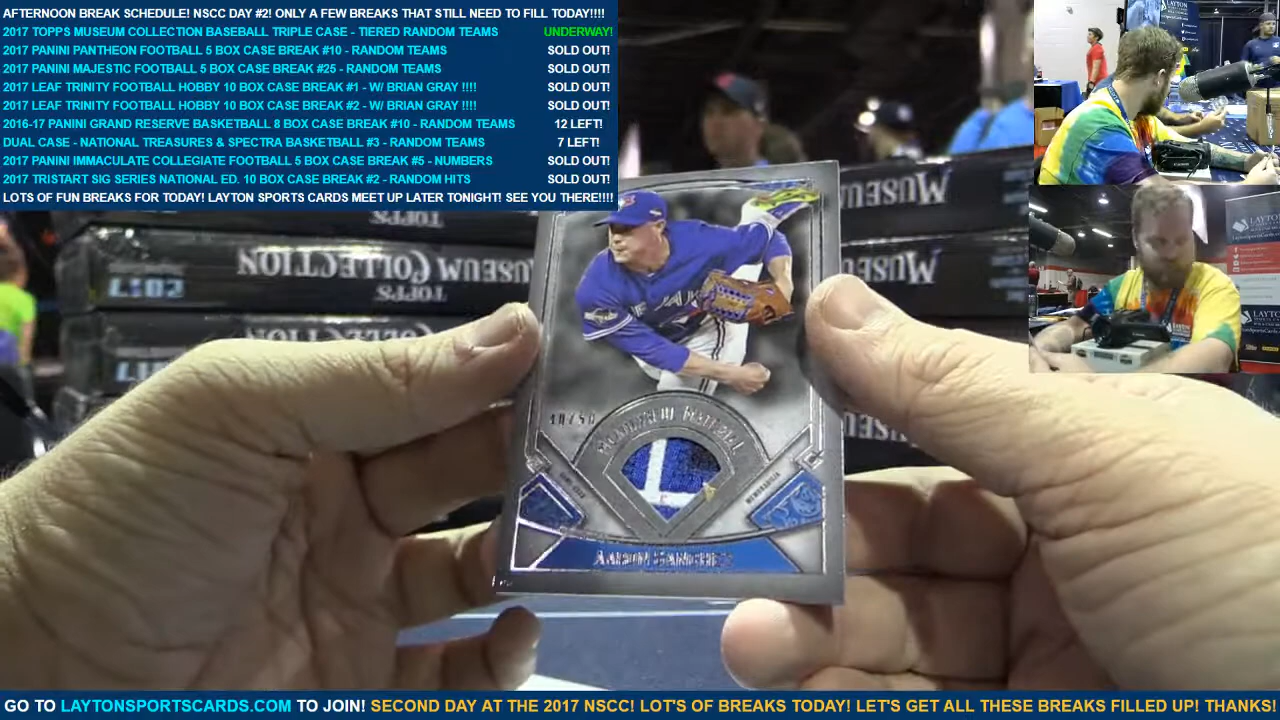 AFTERNOON BREAK SCHEDULE! NSCC DAY #2! ONLY A FEW BREAKS THAT STILL NEED TO FILL TODAY!!!!
2017 TOPPS MUSEUM COLLECTION BASEBALL TRIPLE CASE - TIERED RANDOM TEAMS UNDERWAY!
2017 PANINI PANTHEON FOOTBALL 5 BOX CASE BREAK #10 - RANDOM TEAMS SOLD OUT!
2017 PANINI MAJESTIC FOOTBALL 5 BOX CASE BREAK #25 - RANDOM TEAMS SOLD OUT!
2017 LEAF TRINITY FOOTBALL HOBBY 10 BOX CASE BREAK #1 - W/ BRIAN GRAY !!!! SOLD OUT!
2017 LEAF TRINITY FOOTBALL HOBBY 10 BOX CASE BREAK #2 - W/ BRIAN GRAY !!!! SOLD OUT!
2016-17 PANINI GRAND RESERVE BASKETBALL 8 BOX CASE BREAK #10 - RANDOM TEAMS 12 LEFT!
DUAL CASE - NATIONAL TREASURES & SPECTRA BASKETBALL #3 - RANDOM TEAMS 7 LEFT!
2017 PANINI IMMACULATE COLLEGIATE FOOTBALL 5 BOX CASE BREAK #5 - NUMBERS SOLD OUT!
2017 TRISTART SIG SERIES NATIONAL ED. 10 BOX CASE BREAK #2 - RANDOM HITS SOLD OUT!
LOTS OF FUN BREAKS FOR TODAY! LAYTON SPORTS CARDS MEET UP LATER TONIGHT! SEE YOU THERE!!!!
MUSEUM
TOPPS
MUSEUM COLLECTION
MUSEUM
2017
TOPPS
COLLECTION
LAYTON
MEMORABILIA
AARON SANCHEZ
GO TO LAYTONSPORTSCARDS.COM TO JOIN! SECOND DAY AT THE 2017 NSCC! LOT'S OF BREAKS TODAY! LET'S GET ALL THESE BREAKS FILLED UP! THANKS!